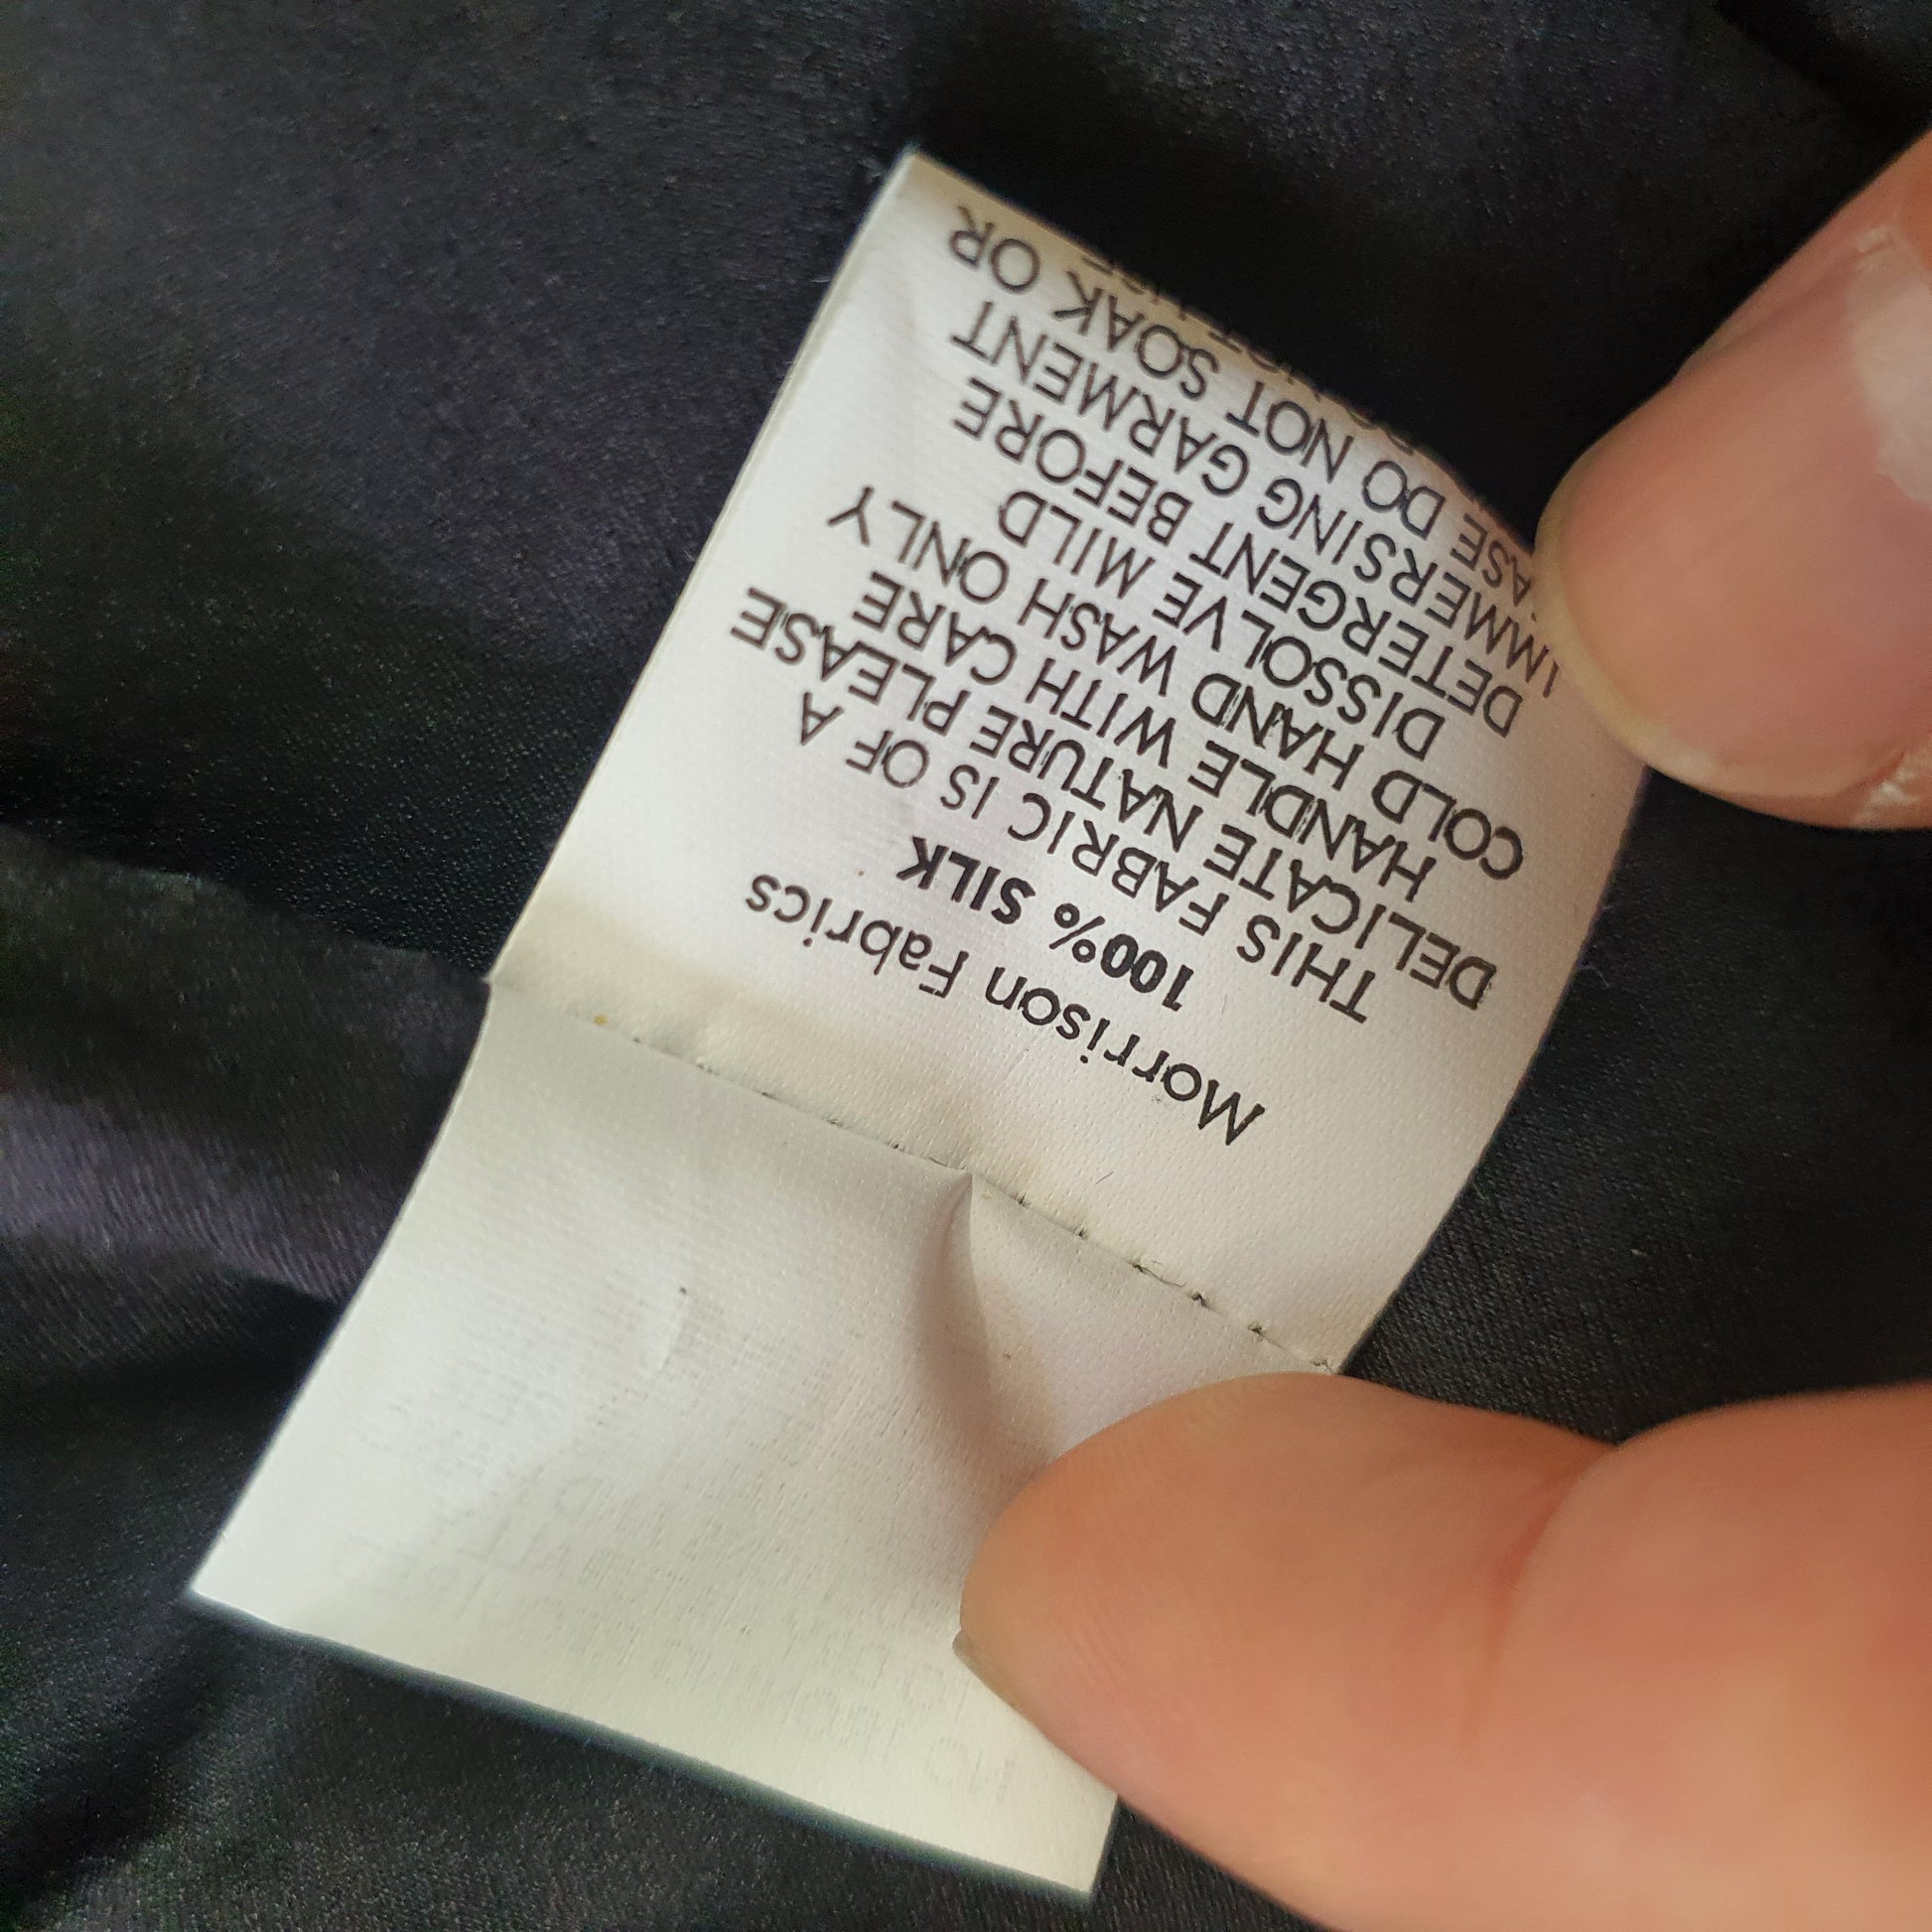 Morrison Fabrics
100% SILK
THIS FABRIC IS OF A
DELICATE NATURE PLEASE
HANDLE WITH CARE
COLD HAND WASH ONLY
DISSOLVE MILD
DETERGENT BEFORE
IMMERSING GARMENT
DO NOT SOAK OR